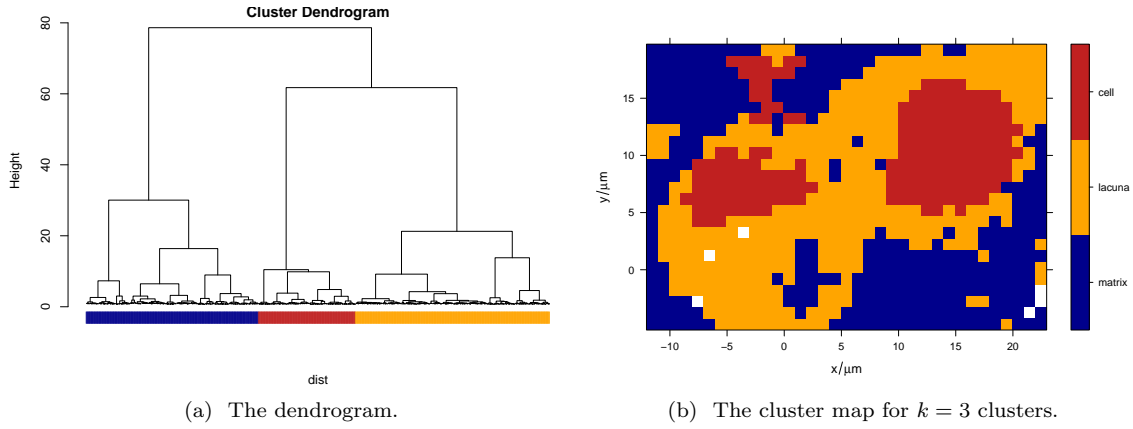 Cluster Dendrogram
80
60
40
20
0
Height
dist
(a) The dendrogram.
15
10
5
0
y/μm
−10 −5 0 5 10 15 20
x/μm
cell
lacuna
matrix
(b) The cluster map for k = 3 clusters.